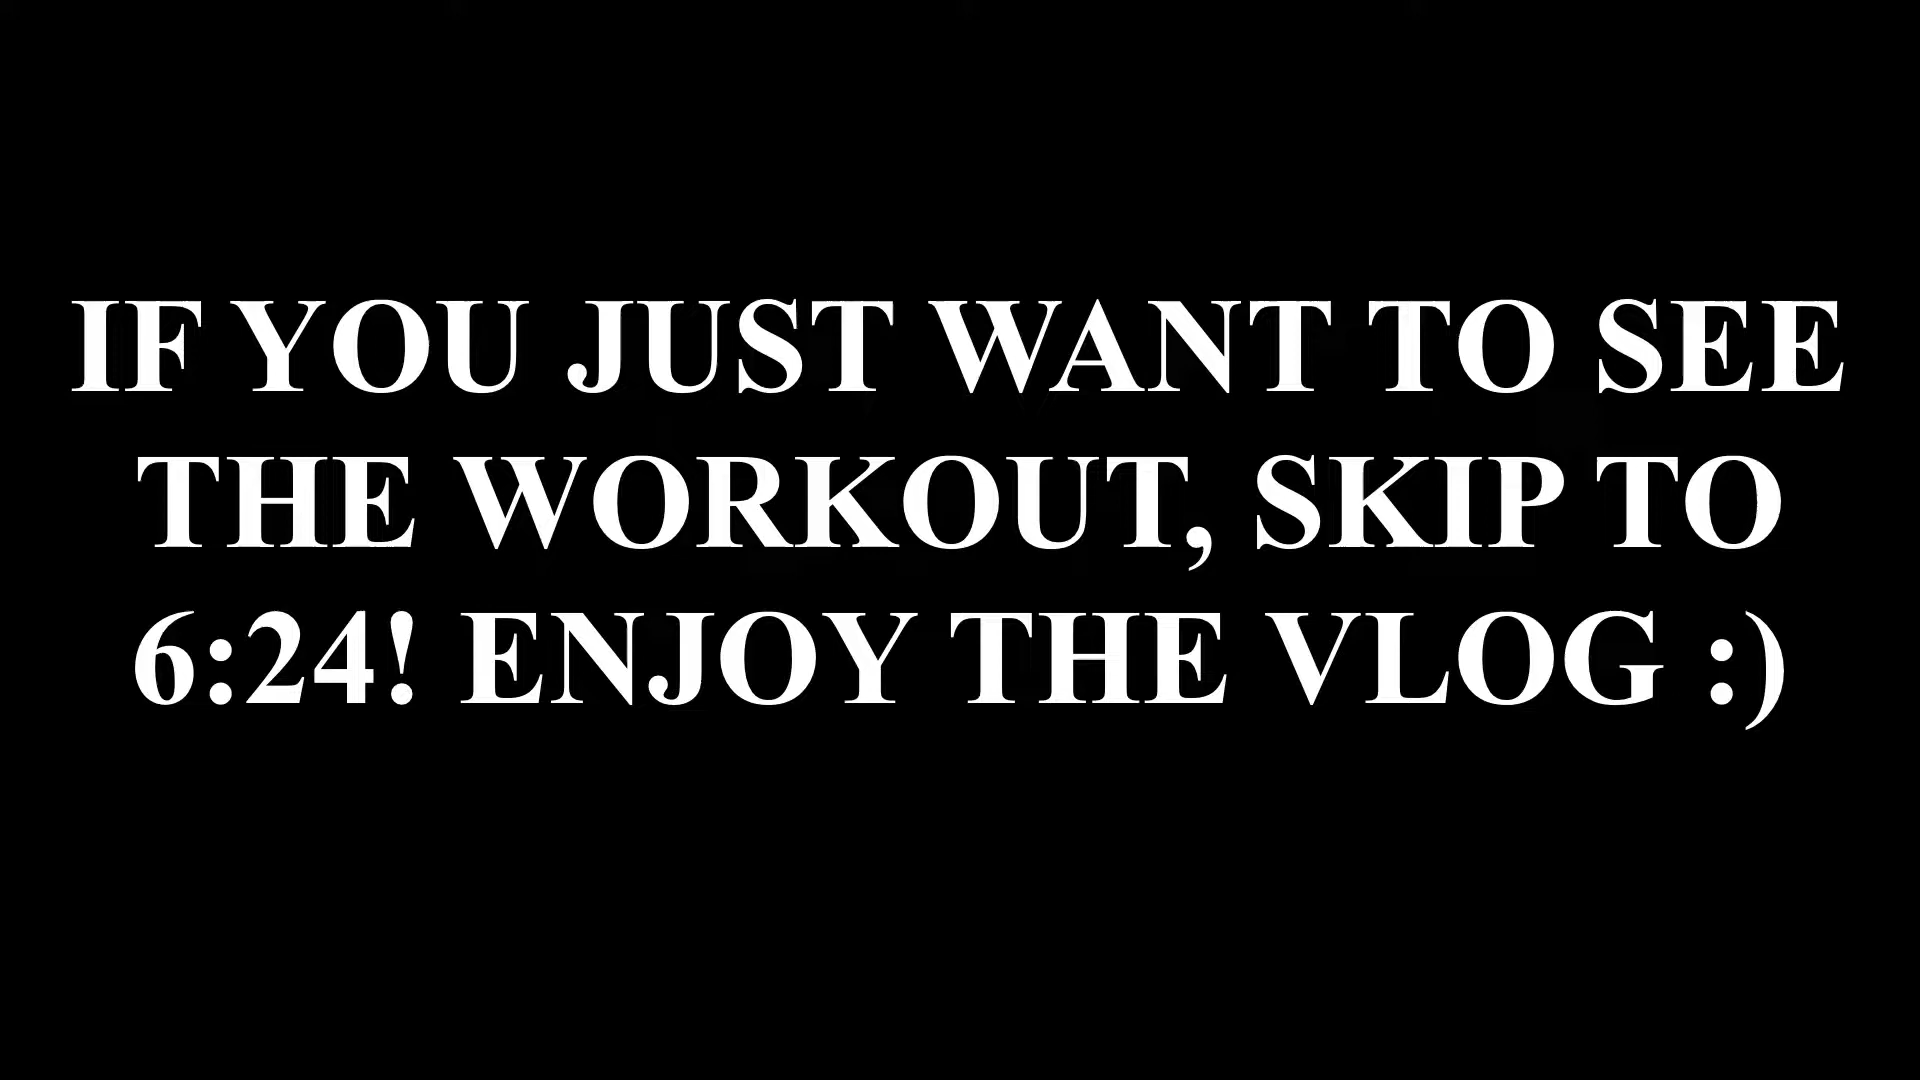 IF YOU JUST WANT TO SEE
THE WORKOUT, SKIP TO
6:24! ENJOY THE VLOG :)